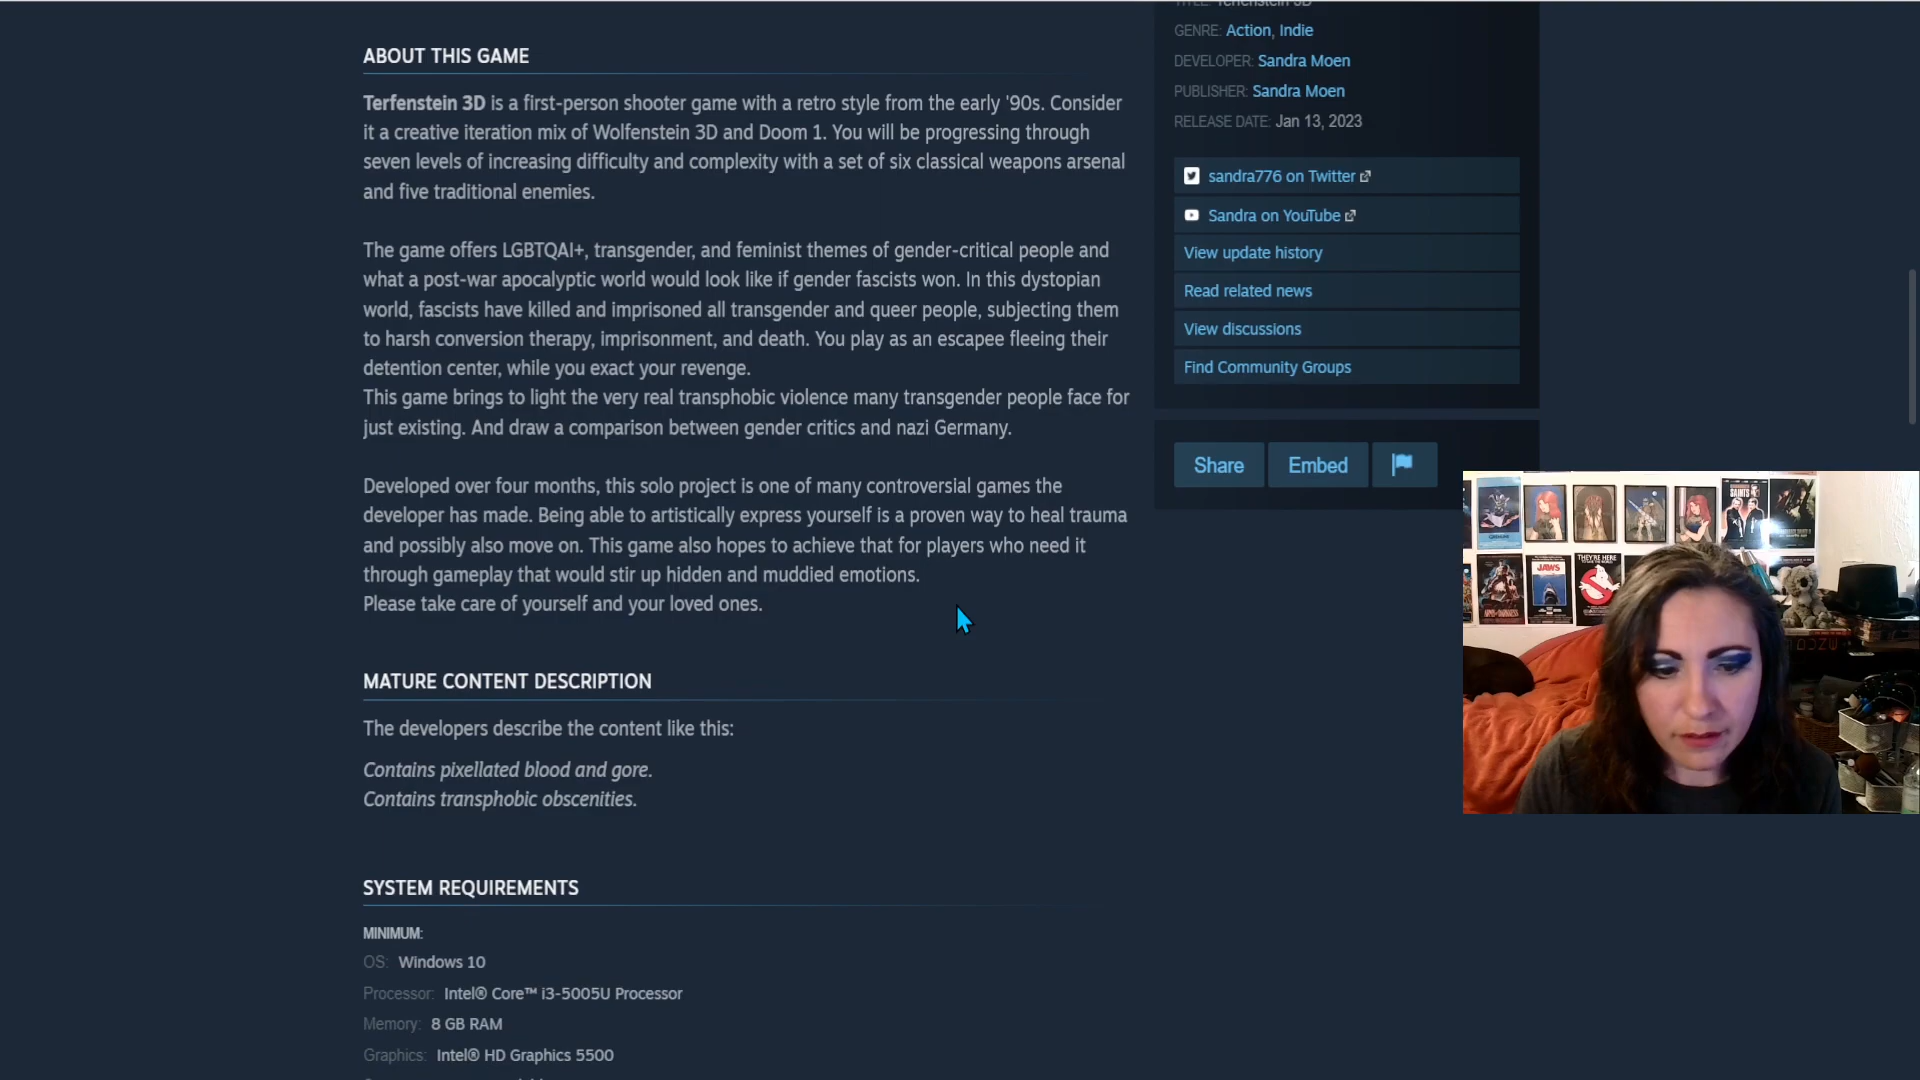 ABOUT THIS GAME
Terfenstein 3D is a first-person shooter game with a retro style from the early '90s. Consider
it a creative iteration mix of Wolfenstein 3D and Doom 1. You will be progressing through
seven levels of increasing difficulty and complexity with a set of six classical weapons arsenal
and five traditional enemies.
The game offers LGBTQAI+, transgender, and feminist themes of gender-critical people and
what a post-war apocalyptic world would look like if gender fascists won. In this dystopian
world, fascists have killed and imprisoned all transgender and queer people, subjecting them
to harsh conversion therapy, imprisonment, and death. You play as an escapee fleeing their
detention center, while you exact your revenge.
This game brings to light the very real transphobic violence many transgender people face for
just existing. And draw a comparison between gender critics and nazi Germany.
Developed over four months, this solo project is one of many controversial games the
developer has made. Being able to artistically express yourself is a proven way to heal trauma
and possibly also move on. This game also hopes to achieve that for players who need it
through gameplay that would stir up hidden and muddied emotions.
Please take care of yourself and your loved ones.
MATURE CONTENT DESCRIPTION
The developers describe the content like this:
Contains pixellated blood and gore.
Contains transphobic obscenities.
SYSTEM REQUIREMENTS
MINIMUM:
OS: Windows 10
Processor: Intel® Core™ i3-5005U Processor
Memory: 8 GB RAM
Graphics: Intel® HD Graphics 5500
TITLE: Terfenstein 3D
GENRE: Action, Indie
DEVELOPER: Sandra Moen
PUBLISHER: Sandra Moen
RELEASE DATE: Jan 13, 2023
sandra776 on Twitter
Sandra on YouTube
View update history
Read related news
View discussions
Find Community Groups
Share
Embed
SAINTS
JAWS
THEY'RE HERE